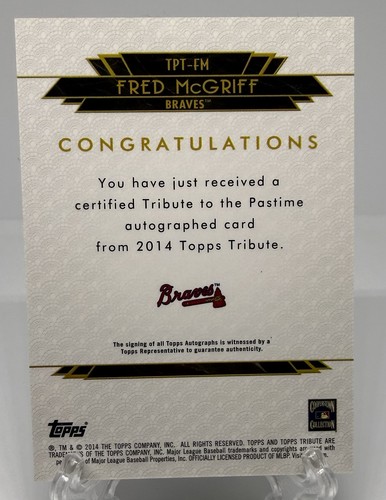 TPT-FM
FRED McGRIFF
BRAVES™
CONGRATULATIONS
You have just received a
certified Tribute to the Pastime
autographed card
from 2014 Topps Tribute.
Braves™
The signing of all Topps Autographs is witnessed by a
Topps Representative to guarantee authenticity.
COOPERSTOWN
COLLECTION
Topps
®, TM & © 2014 THE TOPPS COMPANY, INC. ALL RIGHTS RESERVED. TOPPS AND TOPPS TRIBUTE ARE
OF THE TOPPS COMPANY, INC. Major League Baseball trademarks and copyrights are with
of Major League Baseball Properties, Inc. OFFICIALLY LICENSED PRODUCT OF MLBP.